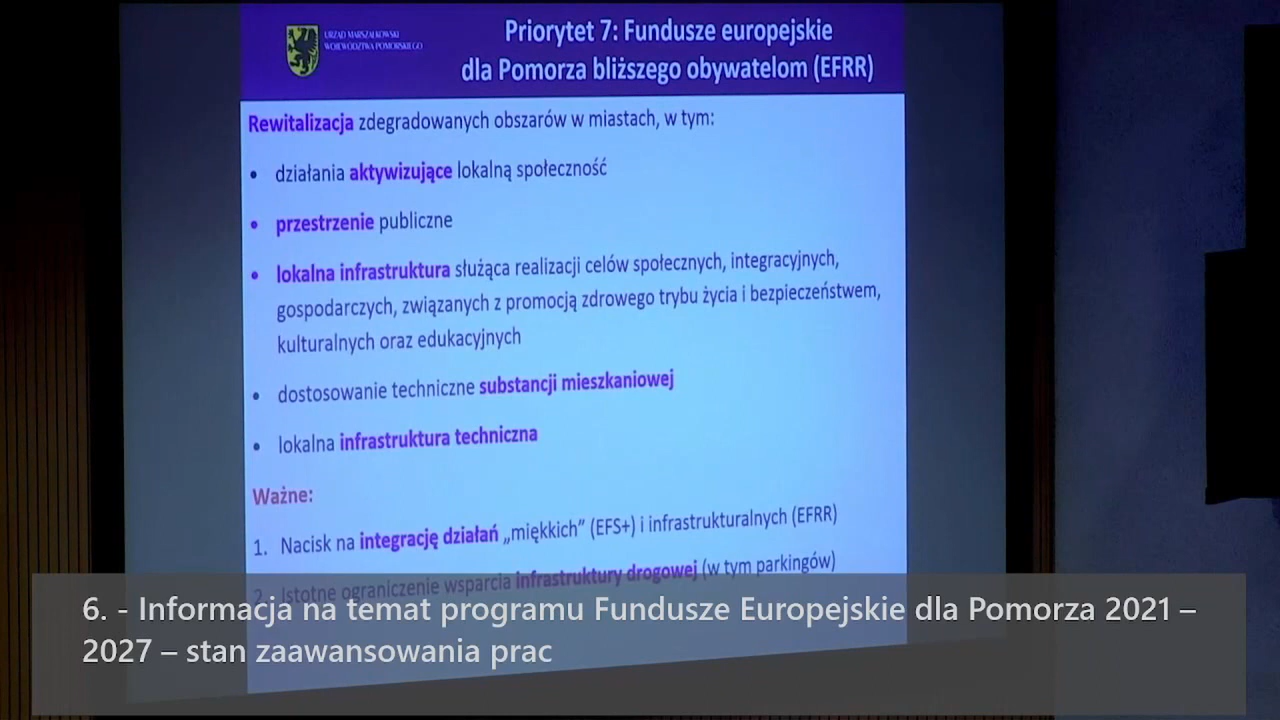 URZĄD MARSZAŁKOWSKI
WOJEWÓDZTWA POMORSKIEGO
Priorytet 7: Fundusze europejskie
dla Pomorza bliższego obywatelom (EFRR)
Rewitalizacja zdegradowanych obszarów w miastach, w tym:
• działania aktywizujące lokalną społeczność
• przestrzenie publiczne
• lokalna infrastruktura służąca realizacji celów społecznych, integracyjnych,
gospodarczych, związanych z promocją zdrowego trybu życia i bezpieczeństwem,
kulturalnych oraz edukacyjnych
• dostosowanie techniczne substancji mieszkaniowej
• lokalna infrastruktura techniczna
Ważne:
1. Nacisk na integrację działań „miękkich” (EFS+) i infrastrukturalnych (EFRR)
2. Istotne ograniczenie wsparcia infrastruktury drogowej (w tym parkingów)
6. - Informacja na temat programu Fundusze Europejskie dla Pomorza 2021 –
2027 – stan zaawansowania prac